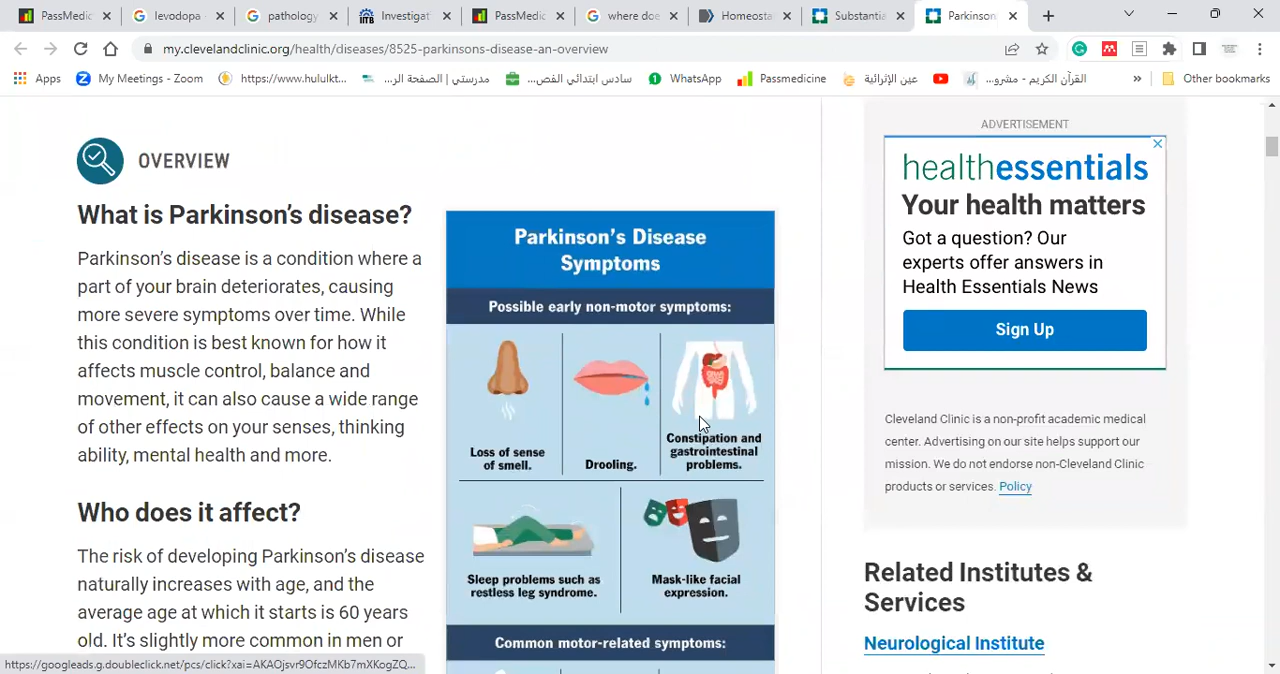 PassMedic
levodopa
pathology
Investigat
PassMedic
where doe
Homeosta
Substantia
Parkinson
my.clevelandclinic.org/health/diseases/8525-parkinsons-disease-an-overview
Apps
My Meetings - Zoom
https://www.hululkt...
مدرستي | الصفحة الر...
سادس ابتدائي الفص...
WhatsApp
Passmedicine
عين الإثرائية
القرآن الكريم - مشرو...
»
Other bookmarks
OVERVIEW
What is Parkinson's disease?
Parkinson's disease is a condition where a
part of your brain deteriorates, causing
more severe symptoms over time. While
this condition is best known for how it
affects muscle control, balance and
movement, it can also cause a wide range
of other effects on your senses, thinking
ability, mental health and more.
Who does it affect?
The risk of developing Parkinson's disease
naturally increases with age, and the
average age at which it starts is 60 years
old. It's slightly more common in men or
Parkinson's Disease
Symptoms
Possible early non-motor symptoms:
Loss of sense
of smell.
Drooling.
Constipation and
gastrointestinal
problems.
Sleep problems such as
restless leg syndrome.
Mask-like facial
expression.
Common motor-related symptoms:
ADVERTISEMENT
healthessentials
Your health matters
Got a question? Our
experts offer answers in
Health Essentials News
Sign Up
Cleveland Clinic is a non-profit academic medical
center. Advertising on our site helps support our
mission. We do not endorse non-Cleveland Clinic
products or services. Policy
Related Institutes &
Services
Neurological Institute
https://googleads.g.doubleclick.net/pcs/click?xai=AKAOjsvr9OfczMKb7mXKogZQ...